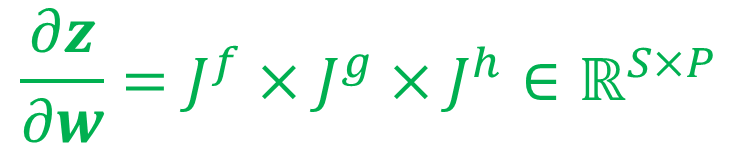 ∂z/∂w = J^f × J^g × J^h ∈ ℝ^{S×P}